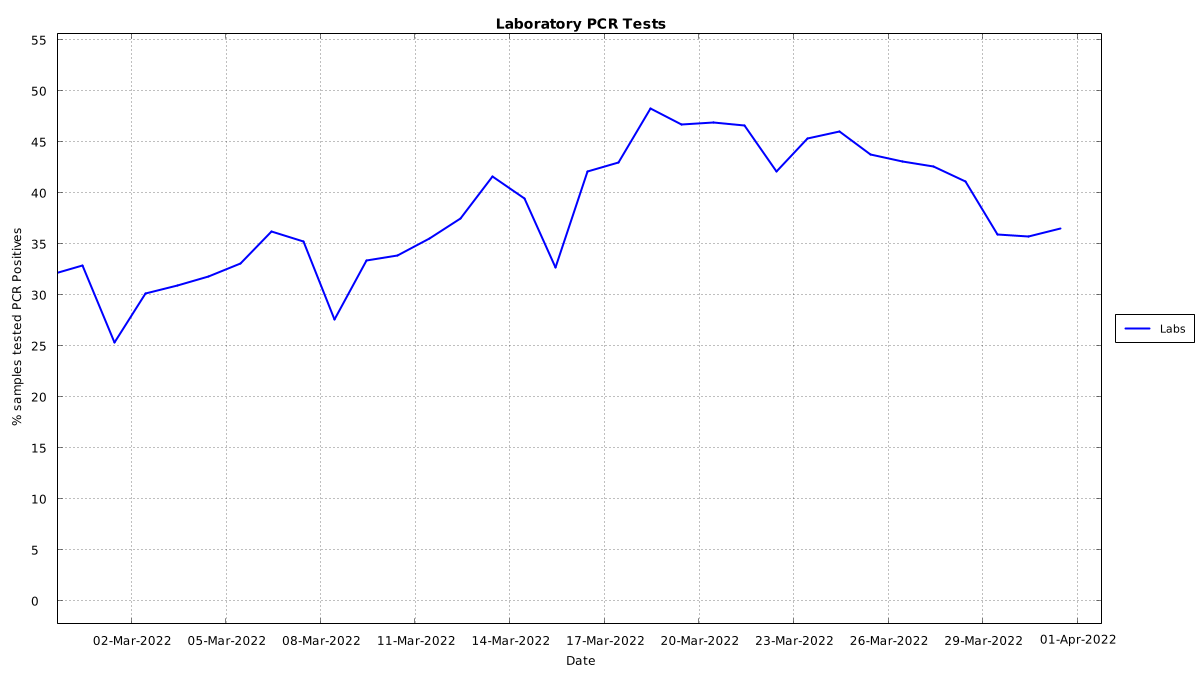 Laboratory PCR Tests
55
50
45
40
35
30
25
20
15
10
5
0
% samples tested PCR Positives
02-Mar-2022 05-Mar-2022 08-Mar-2022 11-Mar-2022 14-Mar-2022 17-Mar-2022 20-Mar-2022 23-Mar-2022 26-Mar-2022 29-Mar-2022 01-Apr-2022
Date
Labs